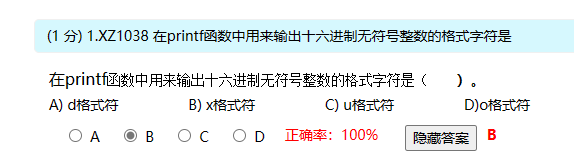 (1 分) 1.XZ1038 在printf函数中用来输出十六进制无符号整数的格式字符是
在printf函数中用来输出十六进制无符号整数的格式字符是（　　）。
A) d格式符 B) x格式符 C) u格式符 D)o格式符
A B C D 正确率：100% 隐藏答案 B